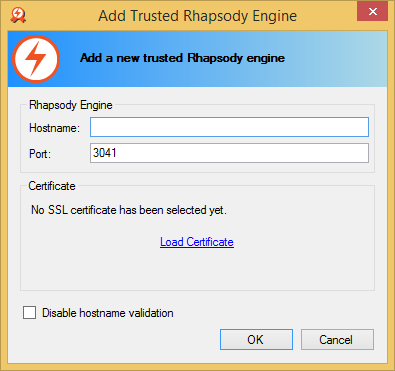 Add Trusted Rhapsody Engine
Add a new trusted Rhapsody engine
Rhapsody Engine
Hostname:
Port: 3041
Certificate
No SSL certificate has been selected yet.
Load Certificate
Disable hostname validation
OK Cancel